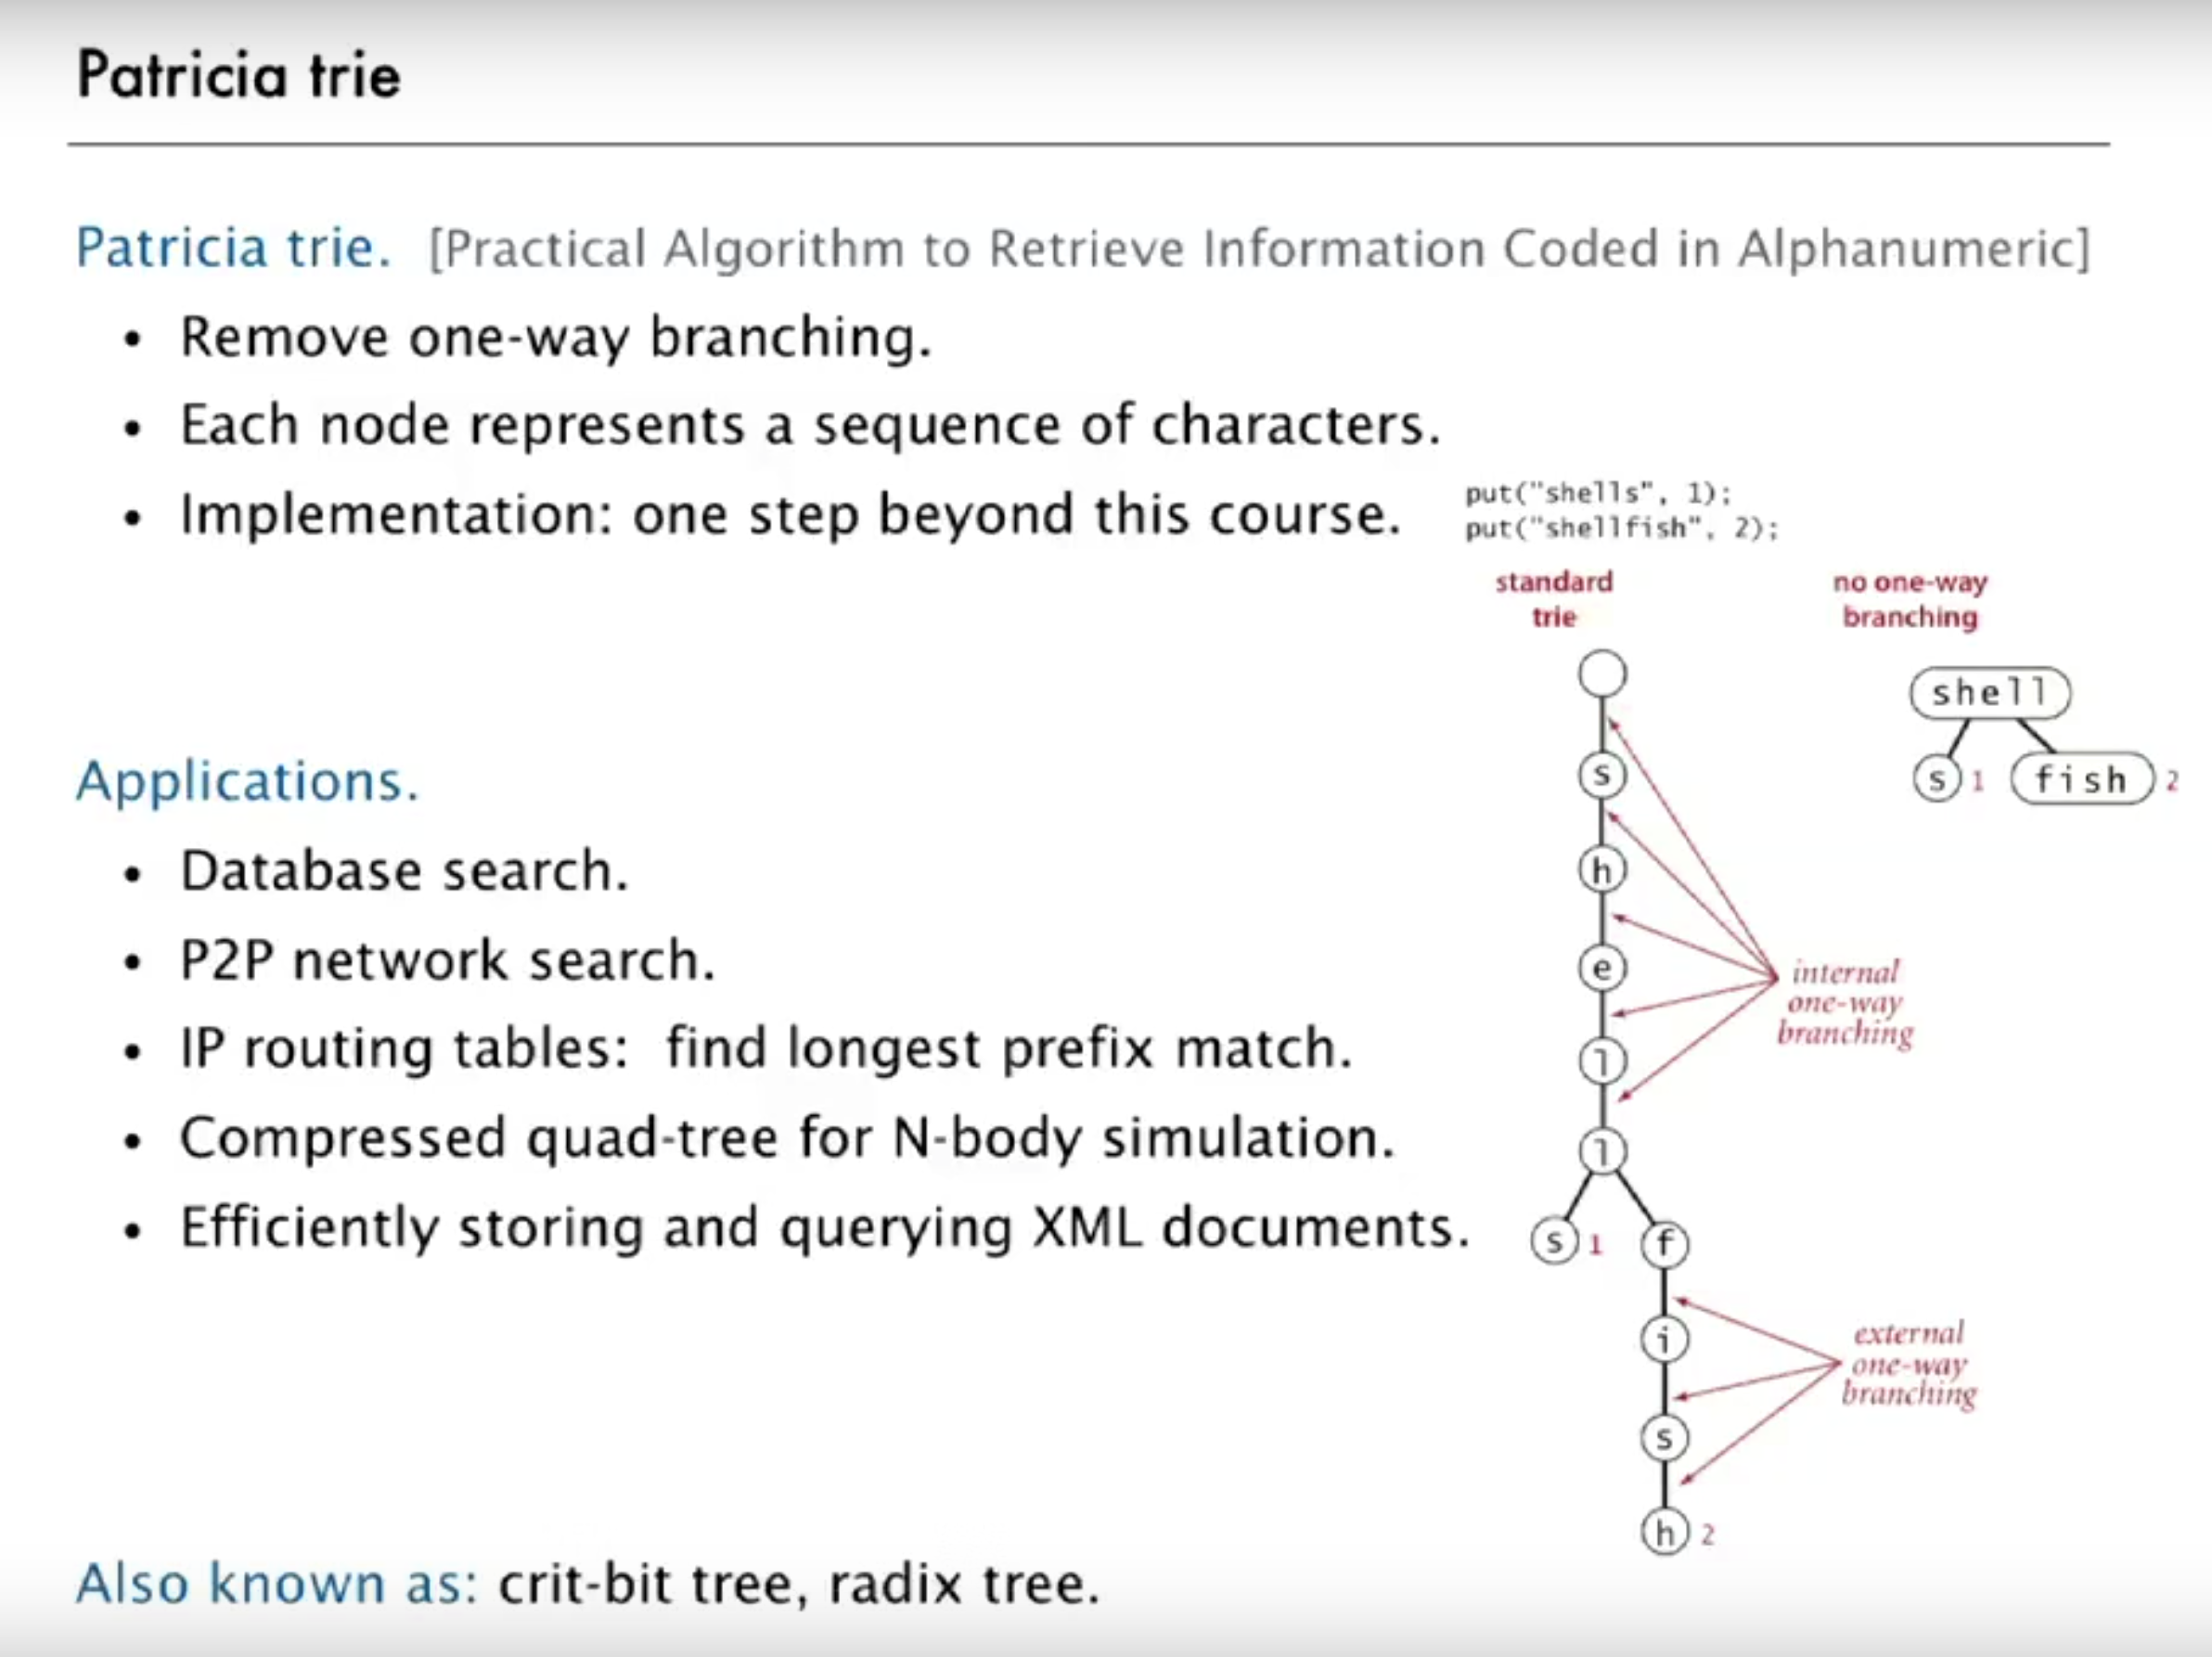 Patricia trie
Patricia trie. [Practical Algorithm to Retrieve Information Coded in Alphanumeric]
• Remove one-way branching.
• Each node represents a sequence of characters.
• Implementation: one step beyond this course.
put("shells", 1);
put("shellfish", 2);
standard
trie
no one-way
branching
shell
s 1 fish 2
s
h
e
l
l
s 1 f
i
s
h 2
internal
one-way
branching
external
one-way
branching
Applications.
• Database search.
• P2P network search.
• IP routing tables: find longest prefix match.
• Compressed quad-tree for N-body simulation.
• Efficiently storing and querying XML documents.
Also known as: crit-bit tree, radix tree.